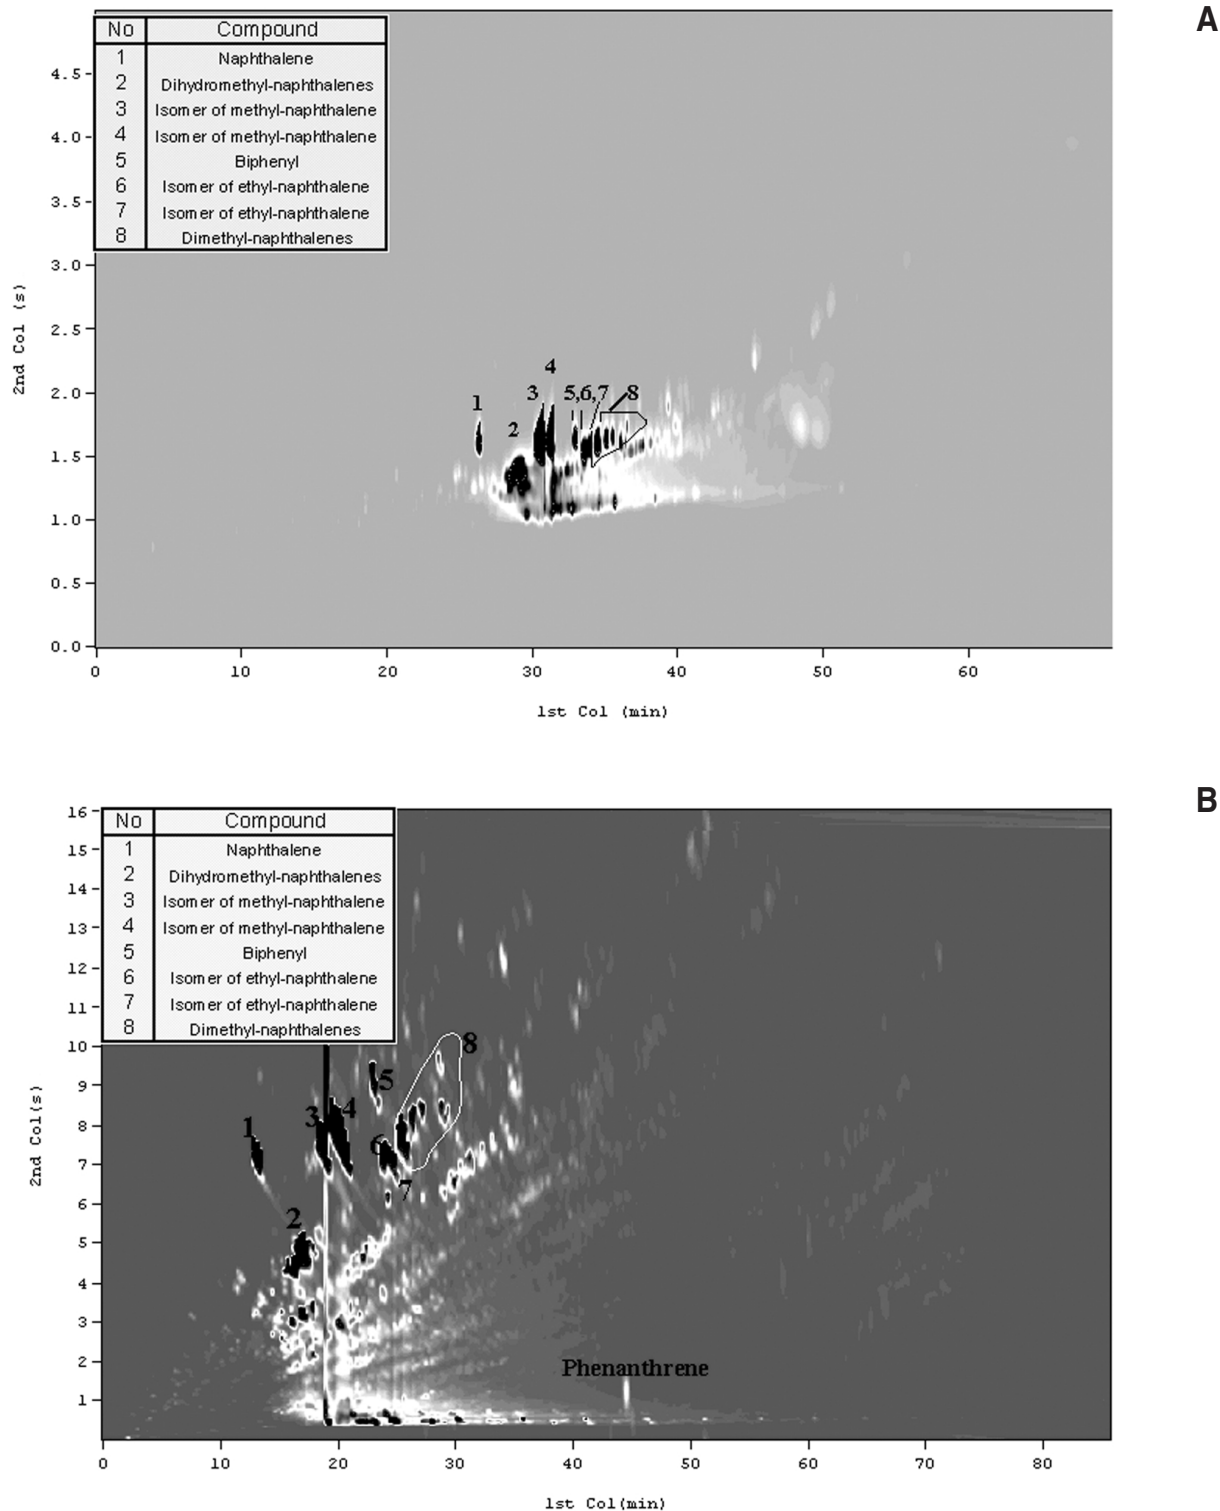 A
No Compound
1 Naphthalene
2 Dihydromethyl-naphthalenes
3 Isomer of methyl-naphthalene
4 Isomer of methyl-naphthalene
5 Biphenyl
6 Isomer of ethyl-naphthalene
7 Isomer of ethyl-naphthalene
8 Dimethyl-naphthalenes
4.5
4.0
3.5
3.0
2.5
2.0
1.5
1.0
0.5
0.0
2nd Col (s)
1
2
3
4
5,6,7
8
0 10 20 30 40 50 60
1st Col (min)
B
No Compound
1 Naphthalene
2 Dihydromethyl-naphthalenes
3 Isomer of methyl-naphthalene
4 Isomer of methyl-naphthalene
5 Biphenyl
6 Isomer of ethyl-naphthalene
7 Isomer of ethyl-naphthalene
8 Dimethyl-naphthalenes
16
15
14
13
12
11
10
9
8
7
6
5
4
3
2
1
2nd Col(s)
1
2
3
4
5
6
7
8
Phenanthrene
0 10 20 30 40 50 60 70 80
1st Col(min)